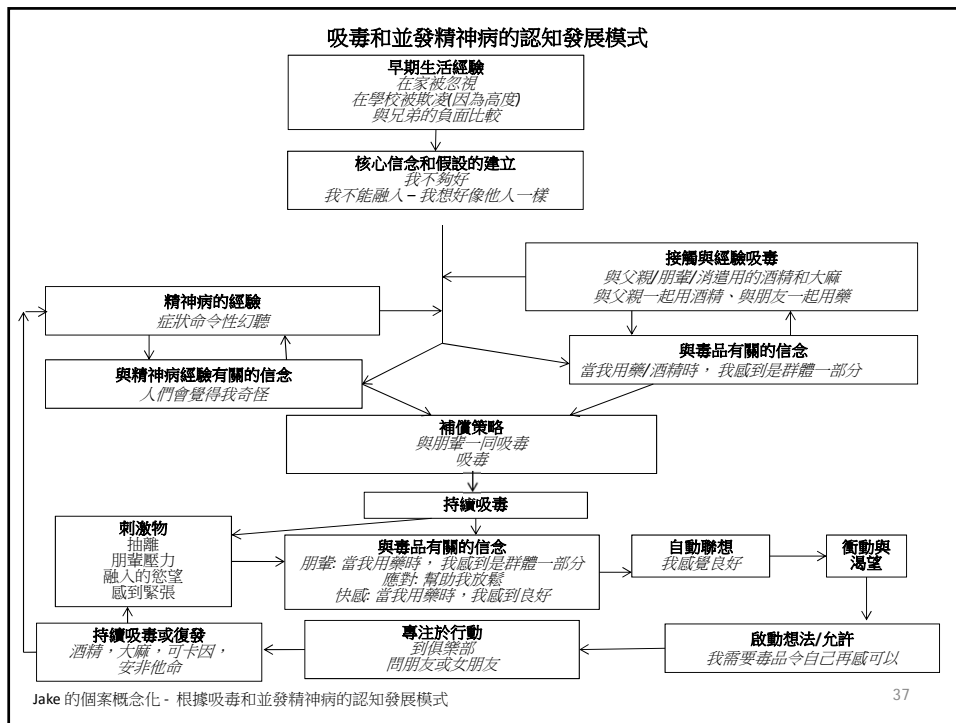 吸毒和並發精神病的認知發展模式
早期生活經驗
在家被忽視
在學校被欺凌(因為高度)
與兄弟的負面比較
核心信念和假設的建立
我不夠好
我不能融入 – 我想好像他人一樣
接觸與經驗吸毒
與父親/朋輩/消遣用的酒精和大麻
與父親一起用酒精、與朋友一起用藥
精神病的經驗
症狀命令性幻聽
與毒品有關的信念
當我用藥/酒精時， 我感到是群體一部分
與精神病經驗有關的信念
人們會覺得我奇怪
補償策略
與朋輩一同吸毒
吸毒
持續吸毒
刺激物
抽離
朋輩壓力
融入的慾望
感到緊張
與毒品有關的信念
朋輩: 當我用藥時， 我感到是群體一部分
應對: 幫助我放鬆
快感: 當我用藥時，我感到良好
自動聯想
我感覺良好
衝動與
渴望
持續吸毒或復發
酒精，大麻，可卡因，
安非他命
專注於行動
到俱樂部
問朋友或女朋友
啟動想法/允許
我需要毒品令自己再感可以
Jake 的個案概念化 - 根據吸毒和並發精神病的認知發展模式
37